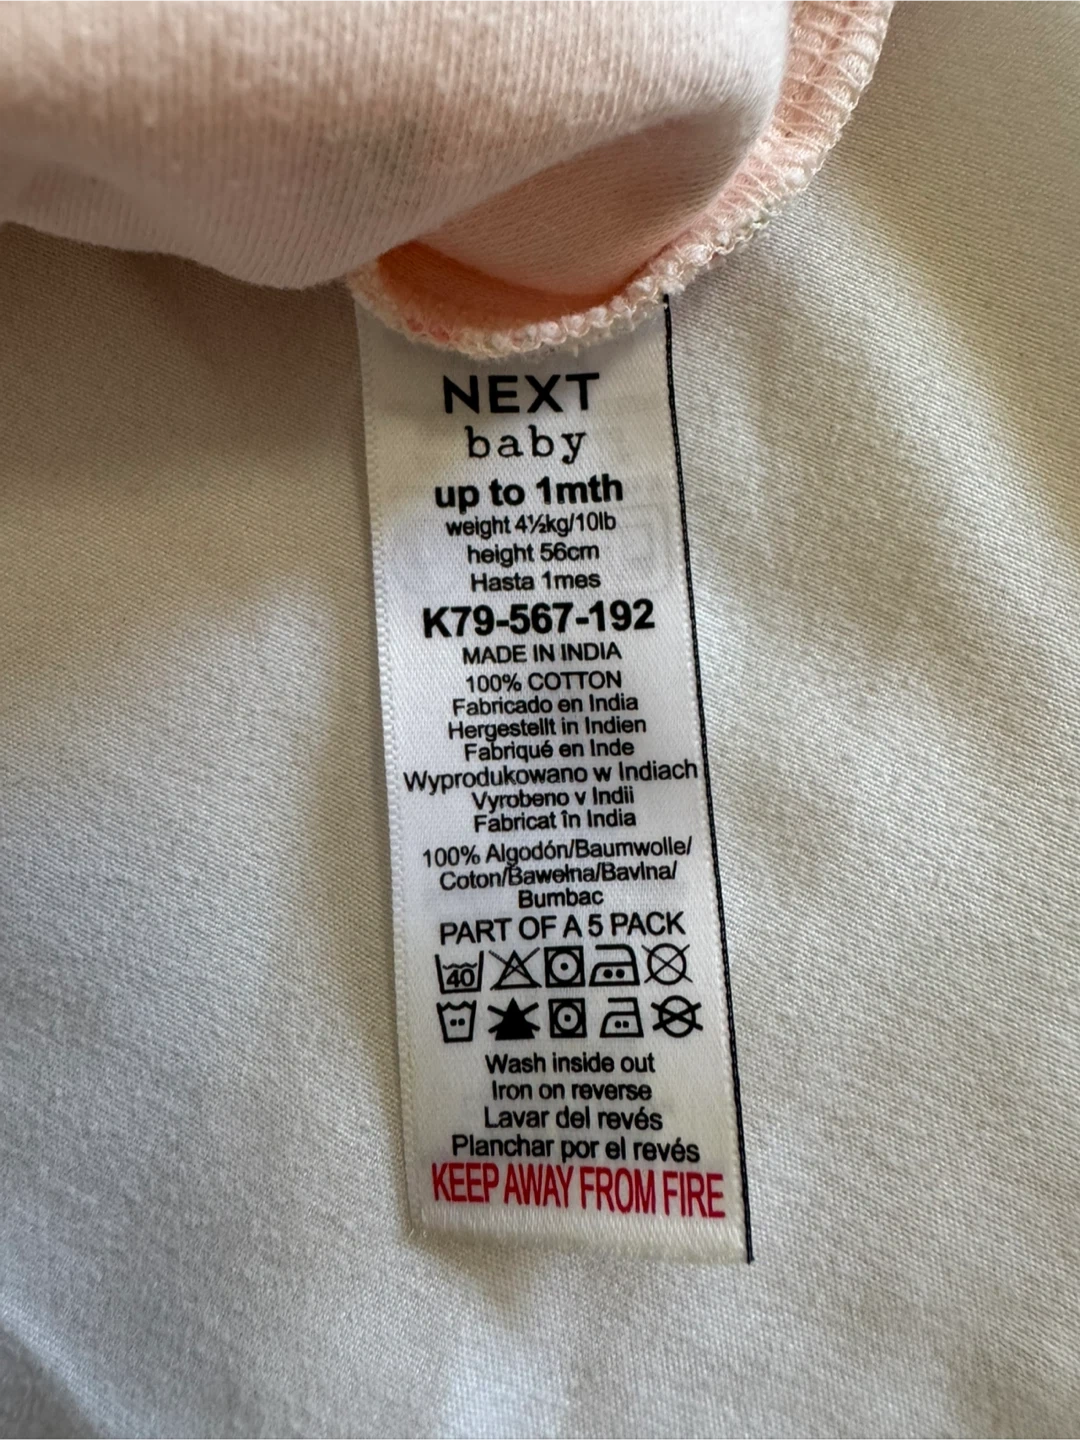 NEXT
baby
up to 1mth
weight 4½kg/10lb
height 56cm
Hasta 1mes
K79-567-192
MADE IN INDIA
100% COTTON
Fabricado en India
Hergestellt in Indien
Fabriqué en Inde
Wyprodukowano w Indiach
Vyrobeno v Indii
Fabricat în India
100% Algodón/Baumwolle/
Coton/Bawełna/Bavlna/
Bumbac
PART OF A 5 PACK
40
Wash inside out
Iron on reverse
Lavar del revés
Planchar por el revés
KEEP AWAY FROM FIRE